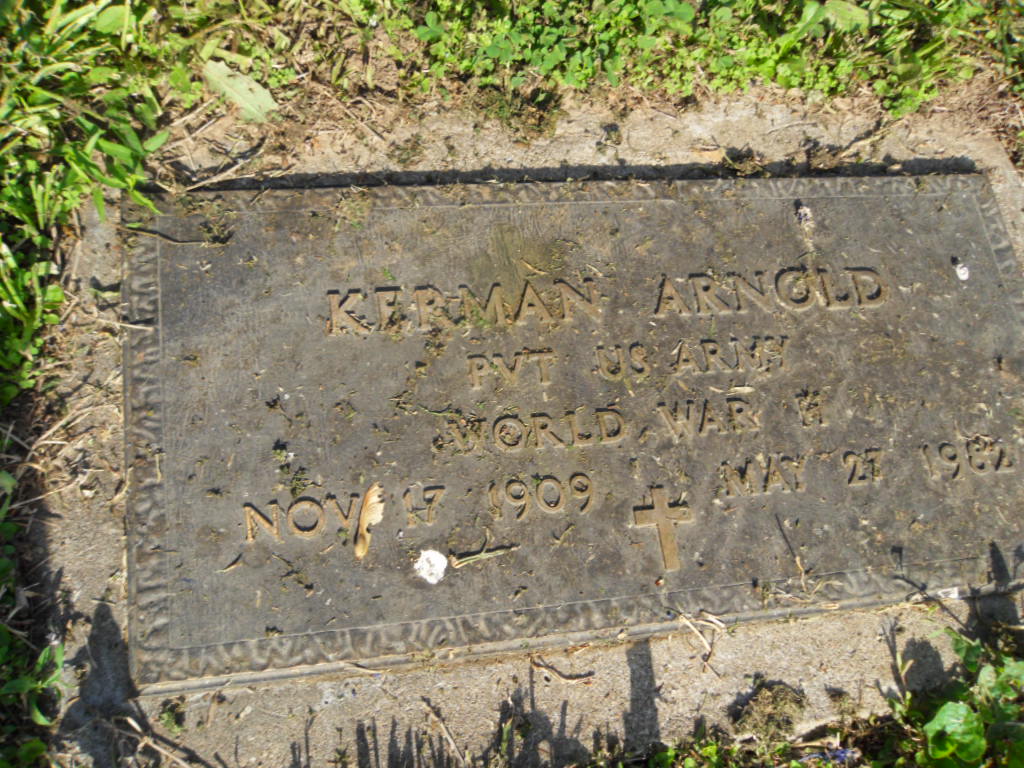 KERMAN ARNOLD
PVT US ARMY
WORLD WAR II
NOV 17 1909 MAY 27 1982